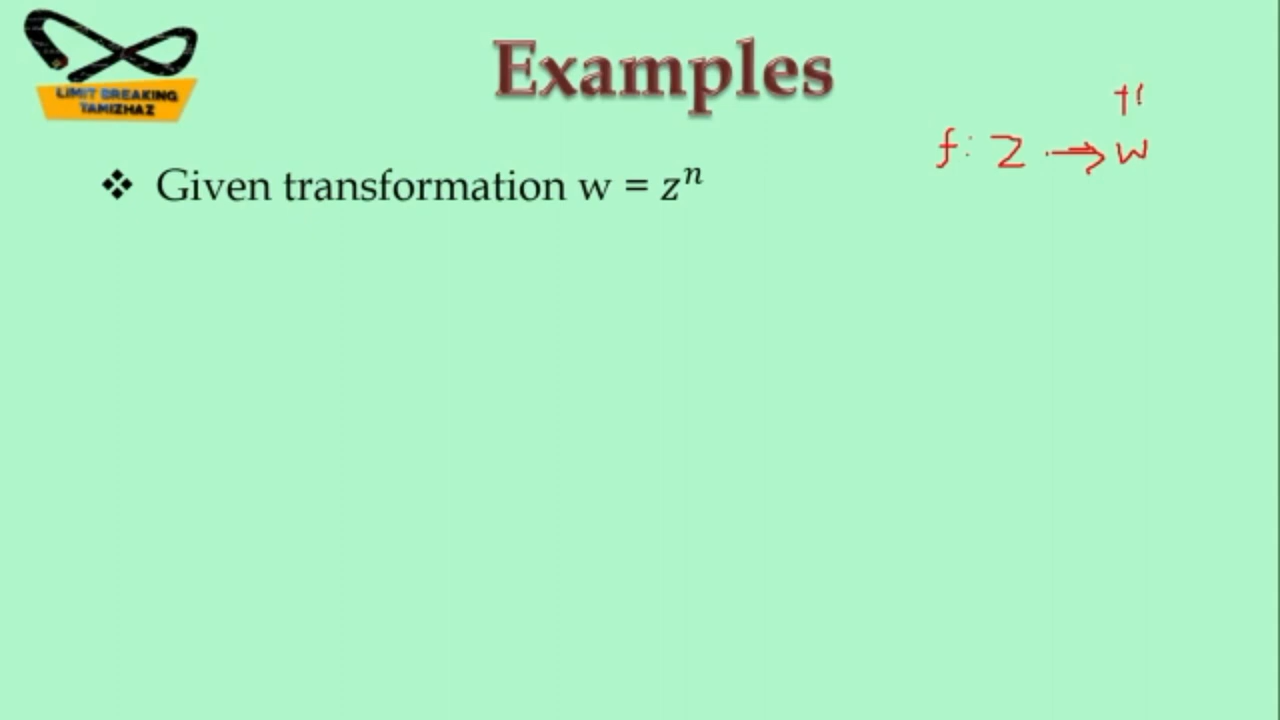 LIMIT BREAKING
TAMIZHAZ
Examples
f: z → w
❖ Given transformation w = zⁿ